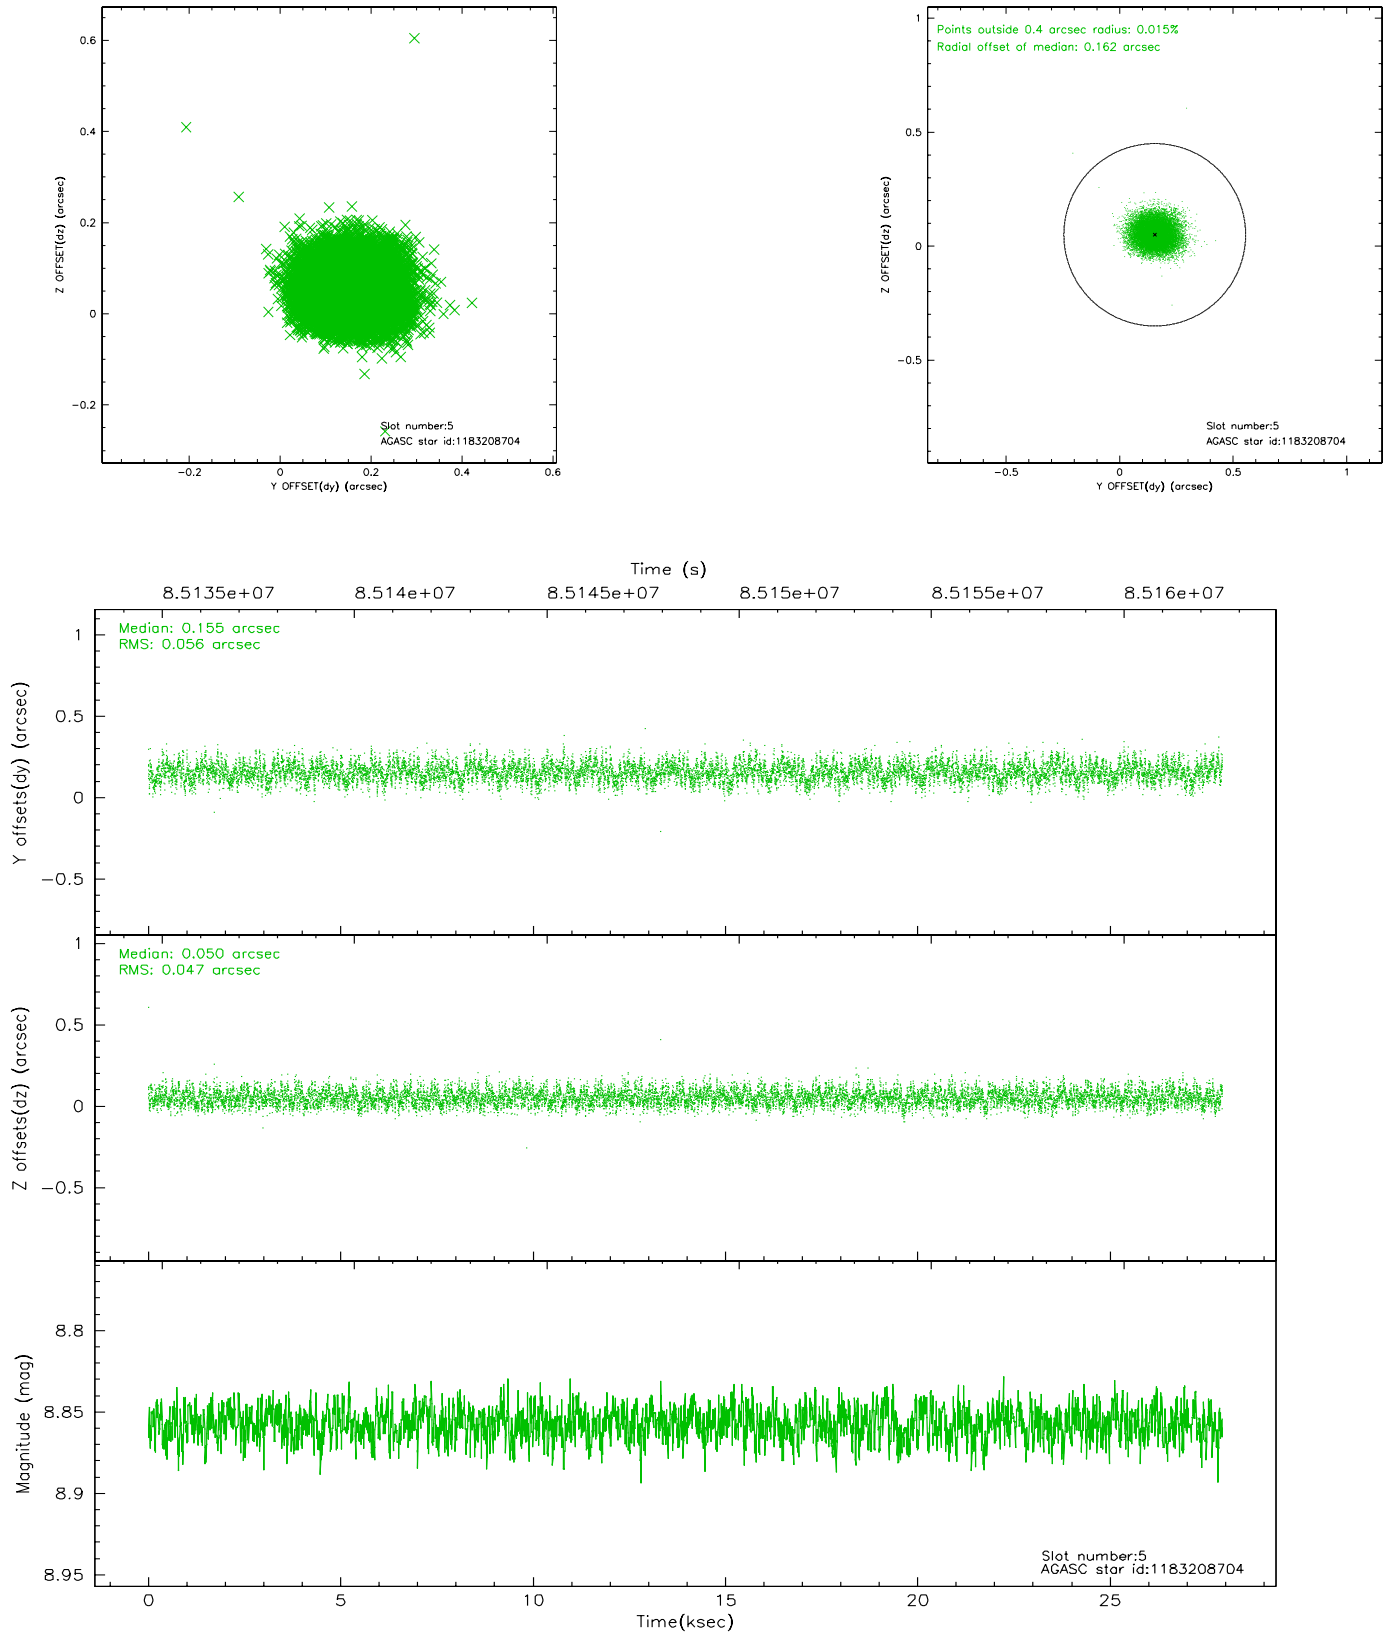 0.6
0.4
0.2
0
−0.2
Z OFFSET(dz) (arcsec)
Slot number:5
AGASC star id:1183208704
−0.2 0 0.2 0.4 0.6
Y OFFSET(dy) (arcsec)
Points outside 0.4 arcsec radius: 0.015%
Radial offset of median: 0.162 arcsec
1
0.5
0
−0.5
Z OFFSET(dz) (arcsec)
Slot number:5
AGASC star id:1183208704
−0.5 0 0.5 1
Y OFFSET(dy) (arcsec)
Time (s)
8.5135e+07 8.514e+07 8.5145e+07 8.515e+07 8.5155e+07 8.516e+07
Median: 0.155 arcsec
RMS: 0.056 arcsec
1
0.5
0
−0.5
Y offsets(dy) (arcsec)
Median: 0.050 arcsec
RMS: 0.047 arcsec
1
0.5
0
−0.5
Z offsets(dz) (arcsec)
8.8
8.85
8.9
8.95
Magnitude (mag)
Slot number:5
AGASC star id:1183208704
0 5 10 15 20 25
Time(ksec)